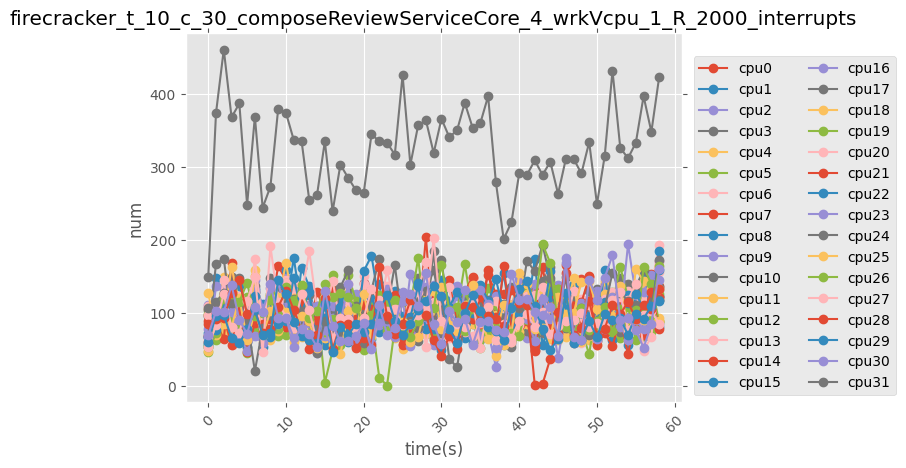 firecracker_t_10_c_30_composeReviewServiceCore_4_wrkVcpu_1_R_2000_interrupts
num
400
300
200
100
0
0
10
20
30
40
50
60
time(s)
cpu0
cpu1
cpu2
cpu3
cpu4
cpu5
cpu6
cpu7
cpu8
cpu9
cpu10
cpu11
cpu12
cpu13
cpu14
cpu15
cpu16
cpu17
cpu18
cpu19
cpu20
cpu21
cpu22
cpu23
cpu24
cpu25
cpu26
cpu27
cpu28
cpu29
cpu30
cpu31